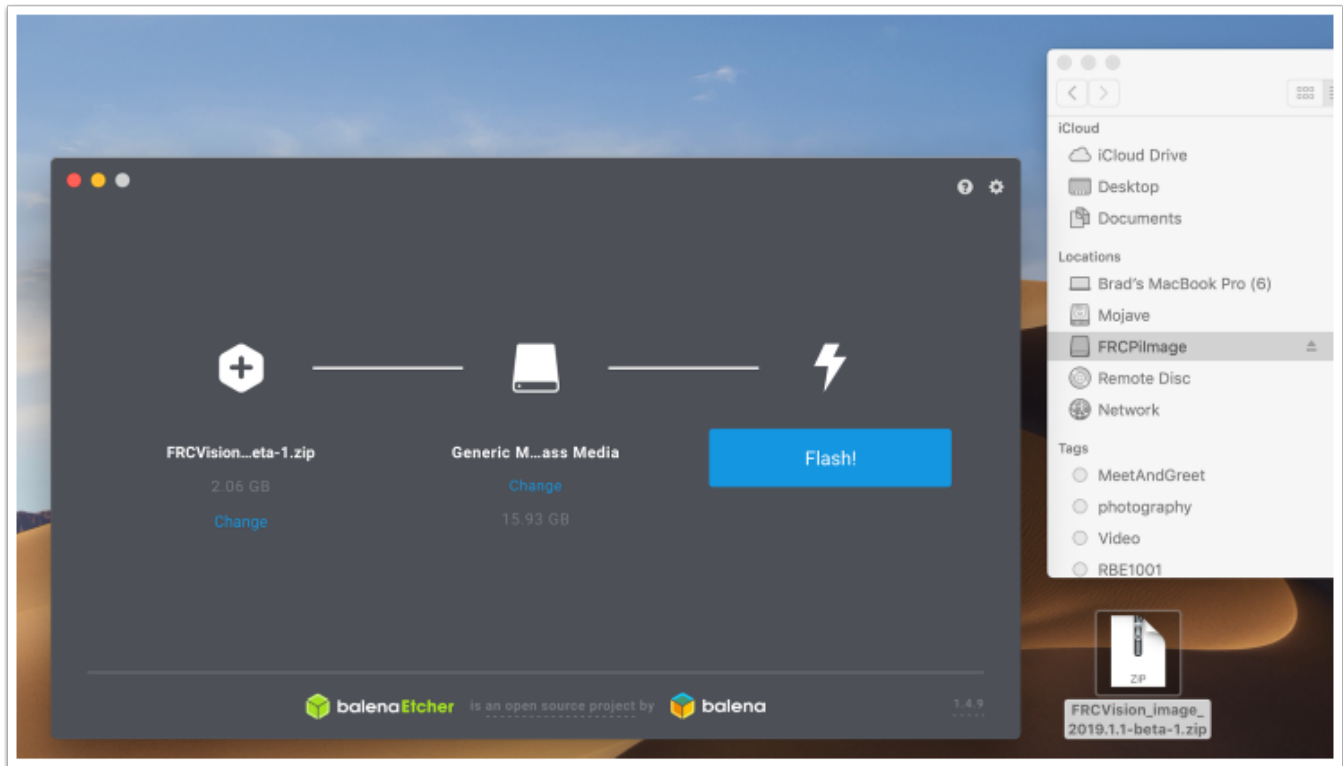 iCloud
iCloud Drive
Desktop
Documents
Locations
Brad's MacBook Pro (6)
Mojave
FRCPiImage
Remote Disc
Network
Tags
MeetAndGreet
photography
Video
RBE1001
FRCVision...eta-1.zip
2.06 GB
Change
Generic M...ass Media
Change
15.93 GB
Flash!
balenaEtcher is an open source project by balena
1.4.9
ZIP
FRCVision_image_
2019.1.1-beta-1.zip